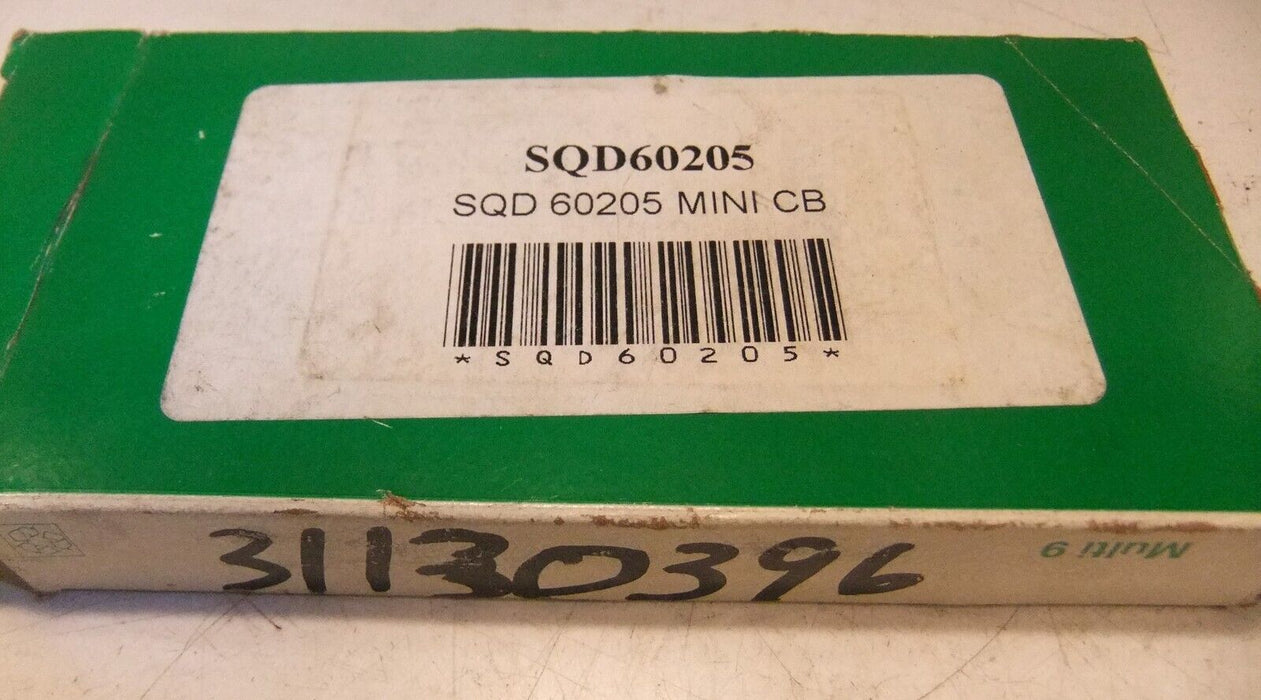 SQD60205
SQD 60205 MINI CB
*SQD60205*
31130396
Multi 9